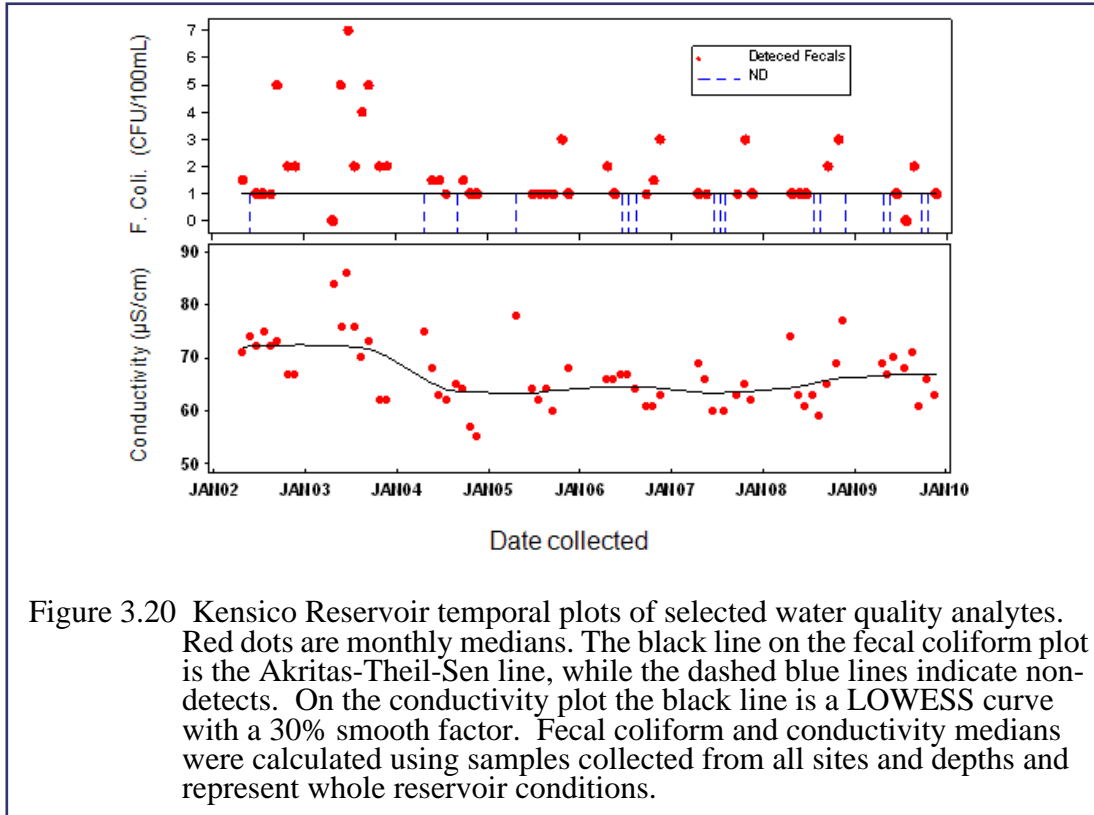 F. Coli. (CFU/100mL)
7
6
5
4
3
2
1
0
Deteced Fecals
ND
Conductivity (µS/cm)
90
80
70
60
50
JAN02 JAN03 JAN04 JAN05 JAN06 JAN07 JAN08 JAN09 JAN10
Date collected
Figure 3.20 Kensico Reservoir temporal plots of selected water quality analytes.
Red dots are monthly medians. The black line on the fecal coliform plot
is the Akritas-Theil-Sen line, while the dashed blue lines indicate non-
detects. On the conductivity plot the black line is a LOWESS curve
with a 30% smooth factor. Fecal coliform and conductivity medians
were calculated using samples collected from all sites and depths and
represent whole reservoir conditions.